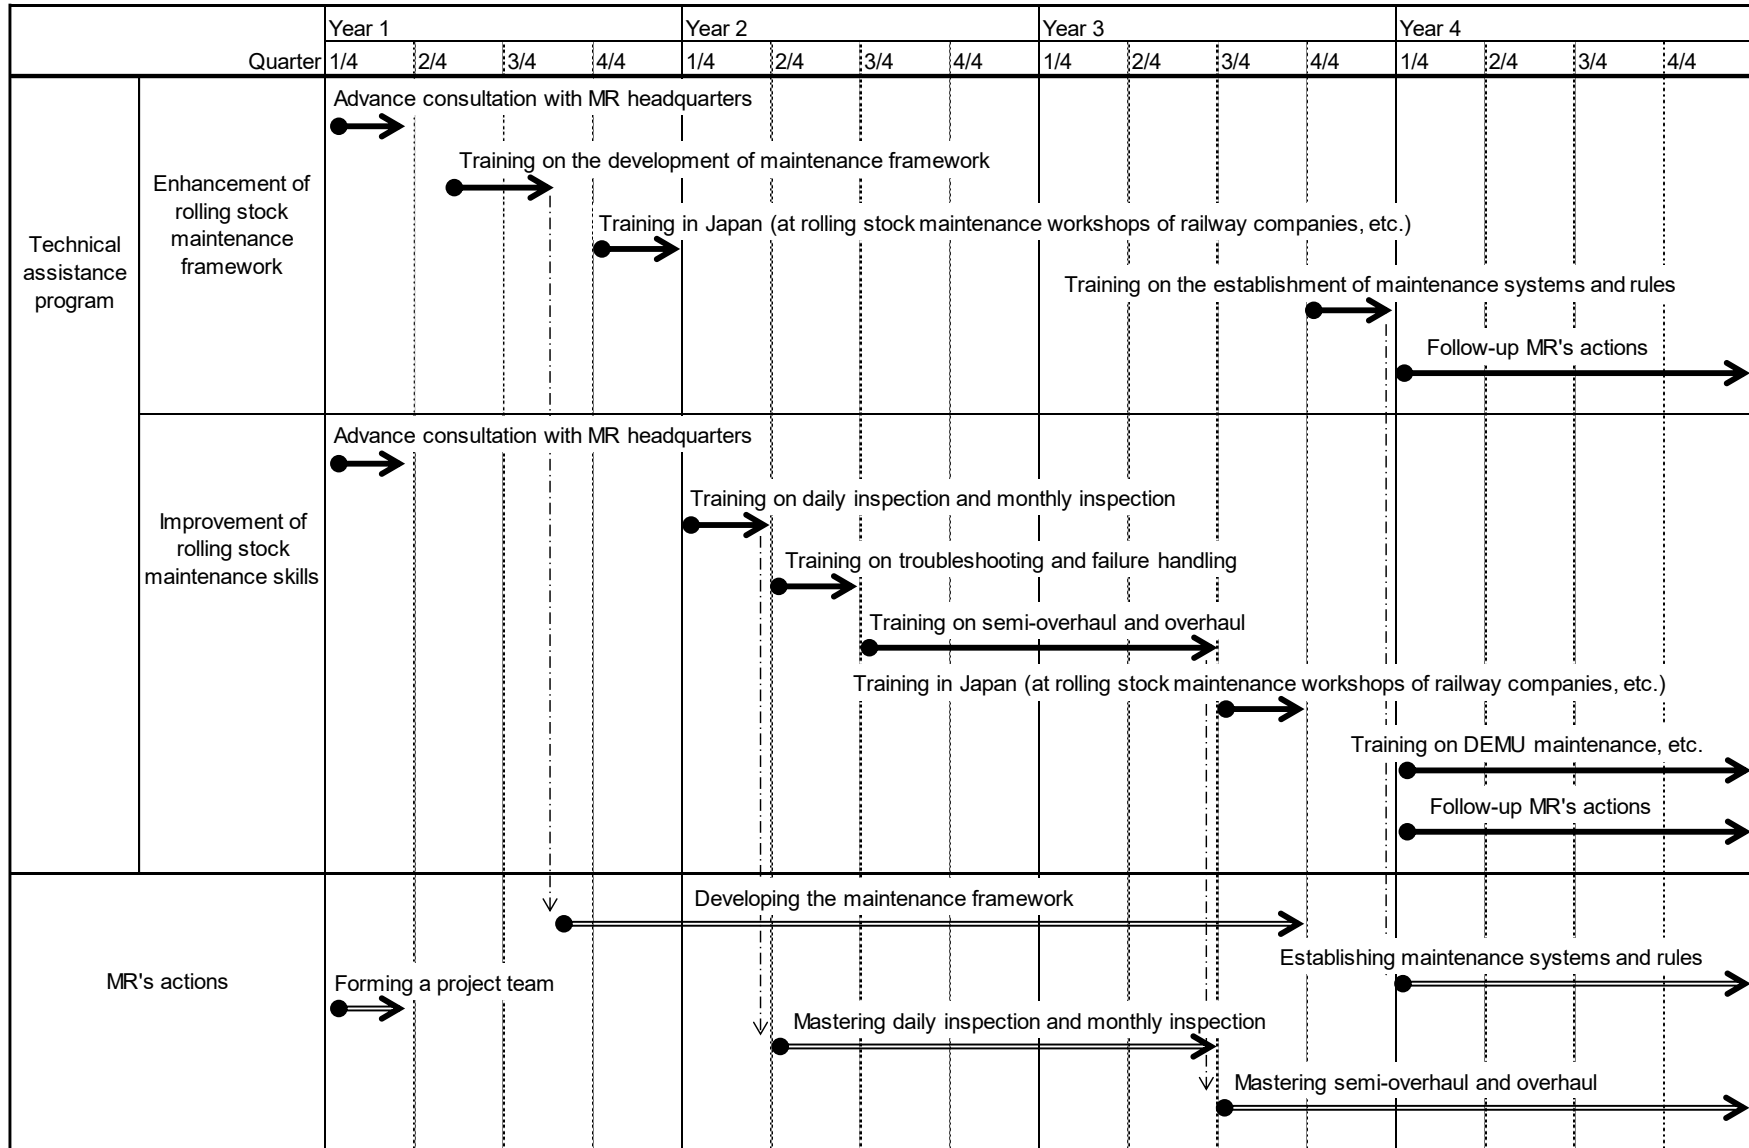 Year 1
Year 2
Year 3
Year 4
Quarter 1/4 2/4 3/4 4/4 1/4 2/4 3/4 4/4 1/4 2/4 3/4 4/4 1/4 2/4 3/4 4/4
Technical
assistance
program
Enhancement of
rolling stock
maintenance
framework
Advance consultation with MR headquarters
Training on the development of maintenance framework
Training in Japan (at rolling stock maintenance workshops of railway companies, etc.)
Training on the establishment of maintenance systems and rules
Follow-up MR's actions
Improvement of
rolling stock
maintenance skills
Advance consultation with MR headquarters
Training on daily inspection and monthly inspection
Training on troubleshooting and failure handling
Training on semi-overhaul and overhaul
Training in Japan (at rolling stock maintenance workshops of railway companies, etc.)
Training on DEMU maintenance, etc.
Follow-up MR's actions
MR's actions
Developing the maintenance framework
Establishing maintenance systems and rules
Forming a project team
Mastering daily inspection and monthly inspection
Mastering semi-overhaul and overhaul